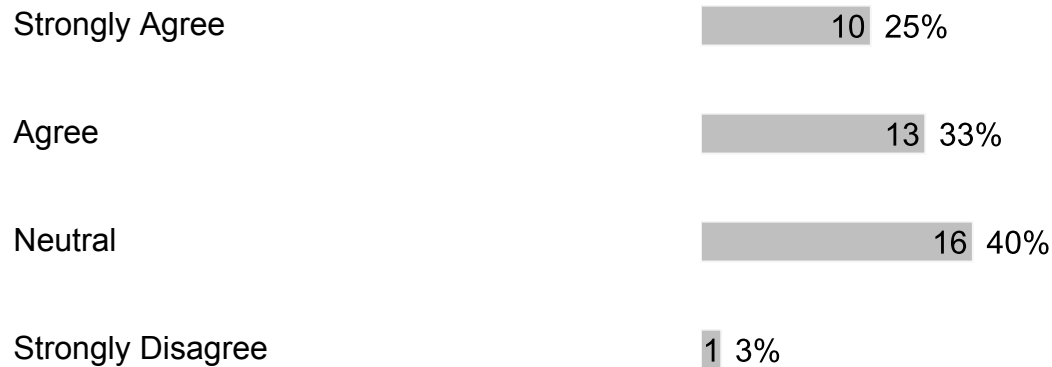 Strongly Agree 10 25%
Agree 13 33%
Neutral 16 40%
Strongly Disagree 1 3%